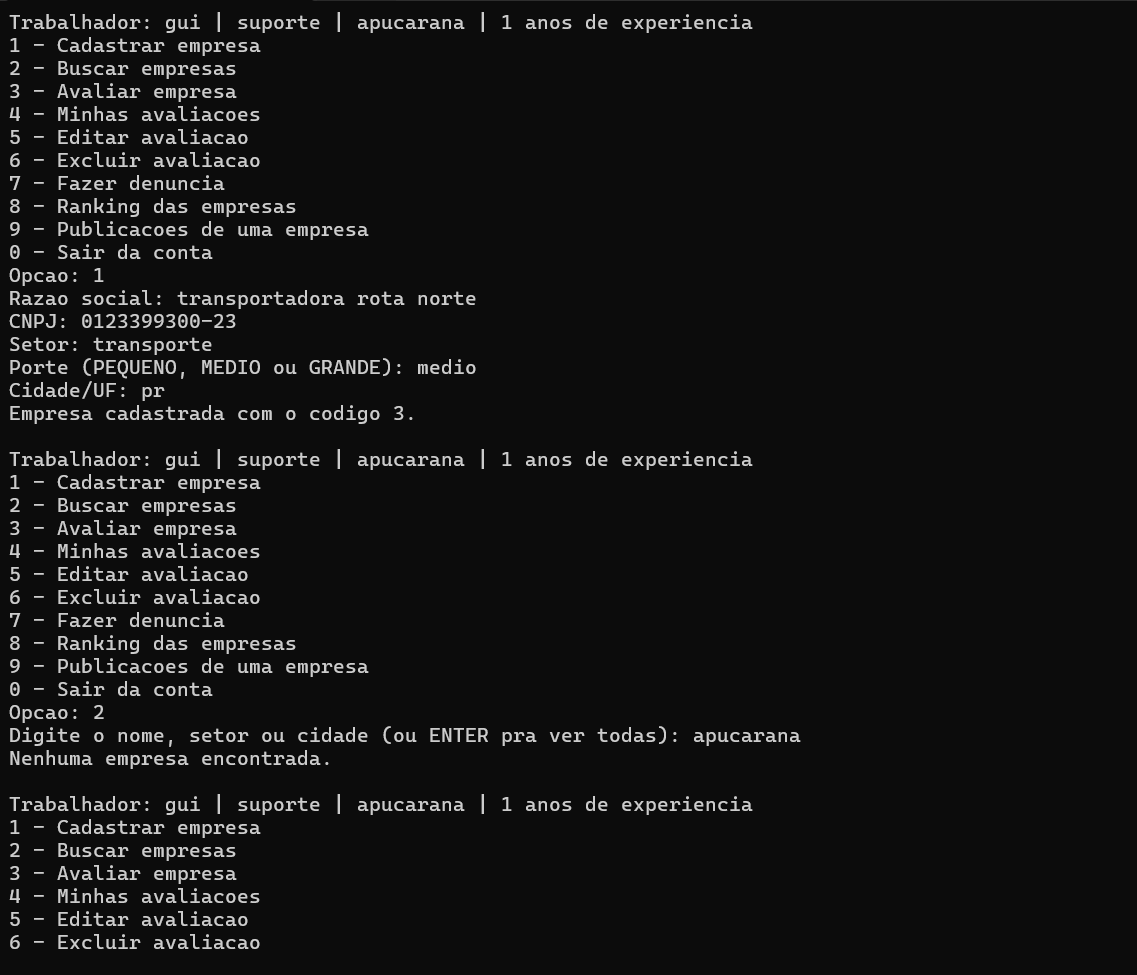 Trabalhador: gui | suporte | apucarana | 1 anos de experiencia
1 - Cadastrar empresa
2 - Buscar empresas
3 - Avaliar empresa
4 - Minhas avaliacoes
5 - Editar avaliacao
6 - Excluir avaliacao
7 - Fazer denuncia
8 - Ranking das empresas
9 - Publicacoes de uma empresa
0 - Sair da conta
Opcao: 1
Razao social: transportadora rota norte
CNPJ: 0123399300-23
Setor: transporte
Porte (PEQUENO, MEDIO ou GRANDE): medio
Cidade/UF: pr
Empresa cadastrada com o codigo 3.

Trabalhador: gui | suporte | apucarana | 1 anos de experiencia
1 - Cadastrar empresa
2 - Buscar empresas
3 - Avaliar empresa
4 - Minhas avaliacoes
5 - Editar avaliacao
6 - Excluir avaliacao
7 - Fazer denuncia
8 - Ranking das empresas
9 - Publicacoes de uma empresa
0 - Sair da conta
Opcao: 2
Digite o nome, setor ou cidade (ou ENTER pra ver todas): apucarana
Nenhuma empresa encontrada.

Trabalhador: gui | suporte | apucarana | 1 anos de experiencia
1 - Cadastrar empresa
2 - Buscar empresas
3 - Avaliar empresa
4 - Minhas avaliacoes
5 - Editar avaliacao
6 - Excluir avaliacao